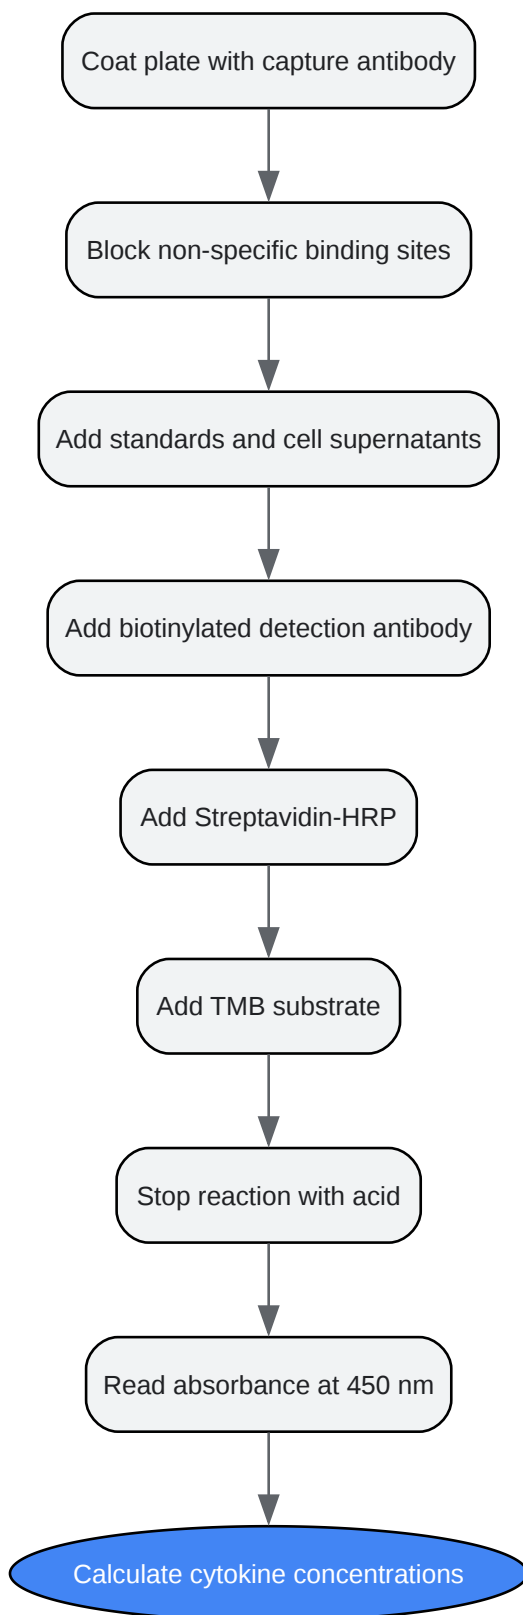 Coat plate with capture antibody
Block non-specific binding sites
Add standards and cell supernatants
Add biotinylated detection antibody
Add Streptavidin-HRP
Add TMB substrate
Stop reaction with acid
Read absorbance at 450 nm
Calculate cytokine concentrations